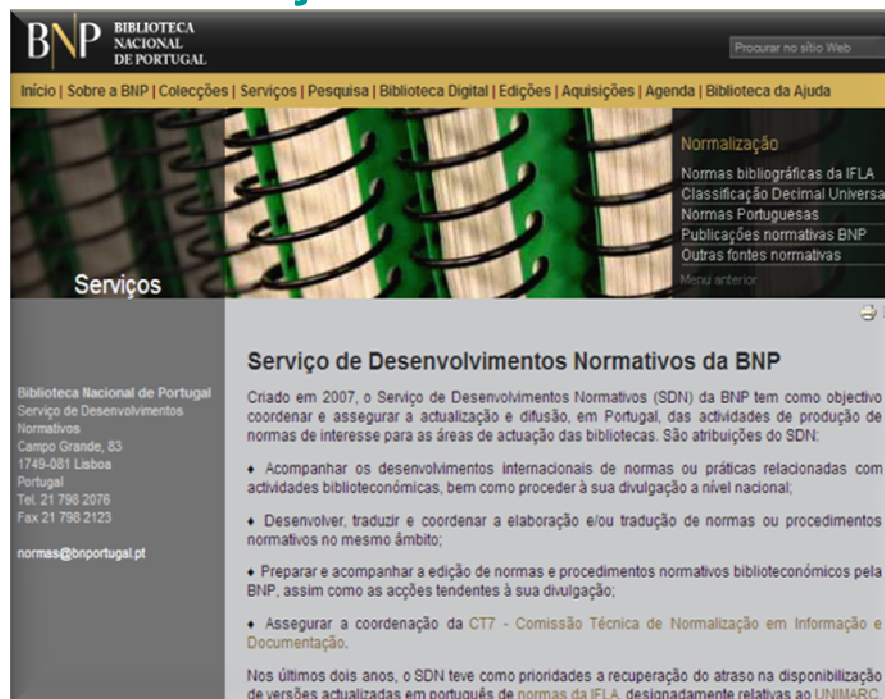 BNP BIBLIOTECA
NACIONAL
DE PORTUGAL
Procurar no sítio Web
Início | Sobre a BNP | Colecções | Serviços | Pesquisa | Biblioteca Digital | Edições | Aquisições | Agenda | Biblioteca da Ajuda
Normalização
Normas bibliográficas da IFLA
Classificação Decimal Universa
Normas Portuguesas
Publicações normativas BNP
Outras fontes normativas
Menu anterior
Serviços
Biblioteca Nacional de Portugal
Serviço de Desenvolvimentos
Normativos
Campo Grande, 83
1749-081 Lisboa
Portugal
Tel. 21 798 2076
Fax 21 798 2123
normas@bnportugal.pt
Serviço de Desenvolvimentos Normativos da BNP
Criado em 2007, o Serviço de Desenvolvimentos Normativos (SDN) da BNP tem como objectivo
coordenar e assegurar a actualização e difusão, em Portugal, das actividades de produção de
normas de interesse para as áreas de actuação das bibliotecas. São atribuições do SDN:
+ Acompanhar os desenvolvimentos internacionais de normas ou práticas relacionadas com
actividades biblioteconómicas, bem como proceder à sua divulgação a nível nacional;
+ Desenvolver, traduzir e coordenar a elaboração e/ou tradução de normas ou procedimentos
normativos no mesmo âmbito;
+ Preparar e acompanhar a edição de normas e procedimentos normativos biblioteconómicos pela
BNP, assim como as acções tendentes à sua divulgação;
+ Assegurar a coordenação da CT7 - Comissão Técnica de Normalização em Informação e
Documentação.
Nos últimos dois anos, o SDN teve como prioridades a recuperação do atraso na disponibilização
de versões actualizadas em português de normas da IFLA, designadamente relativas ao UNIMARC,